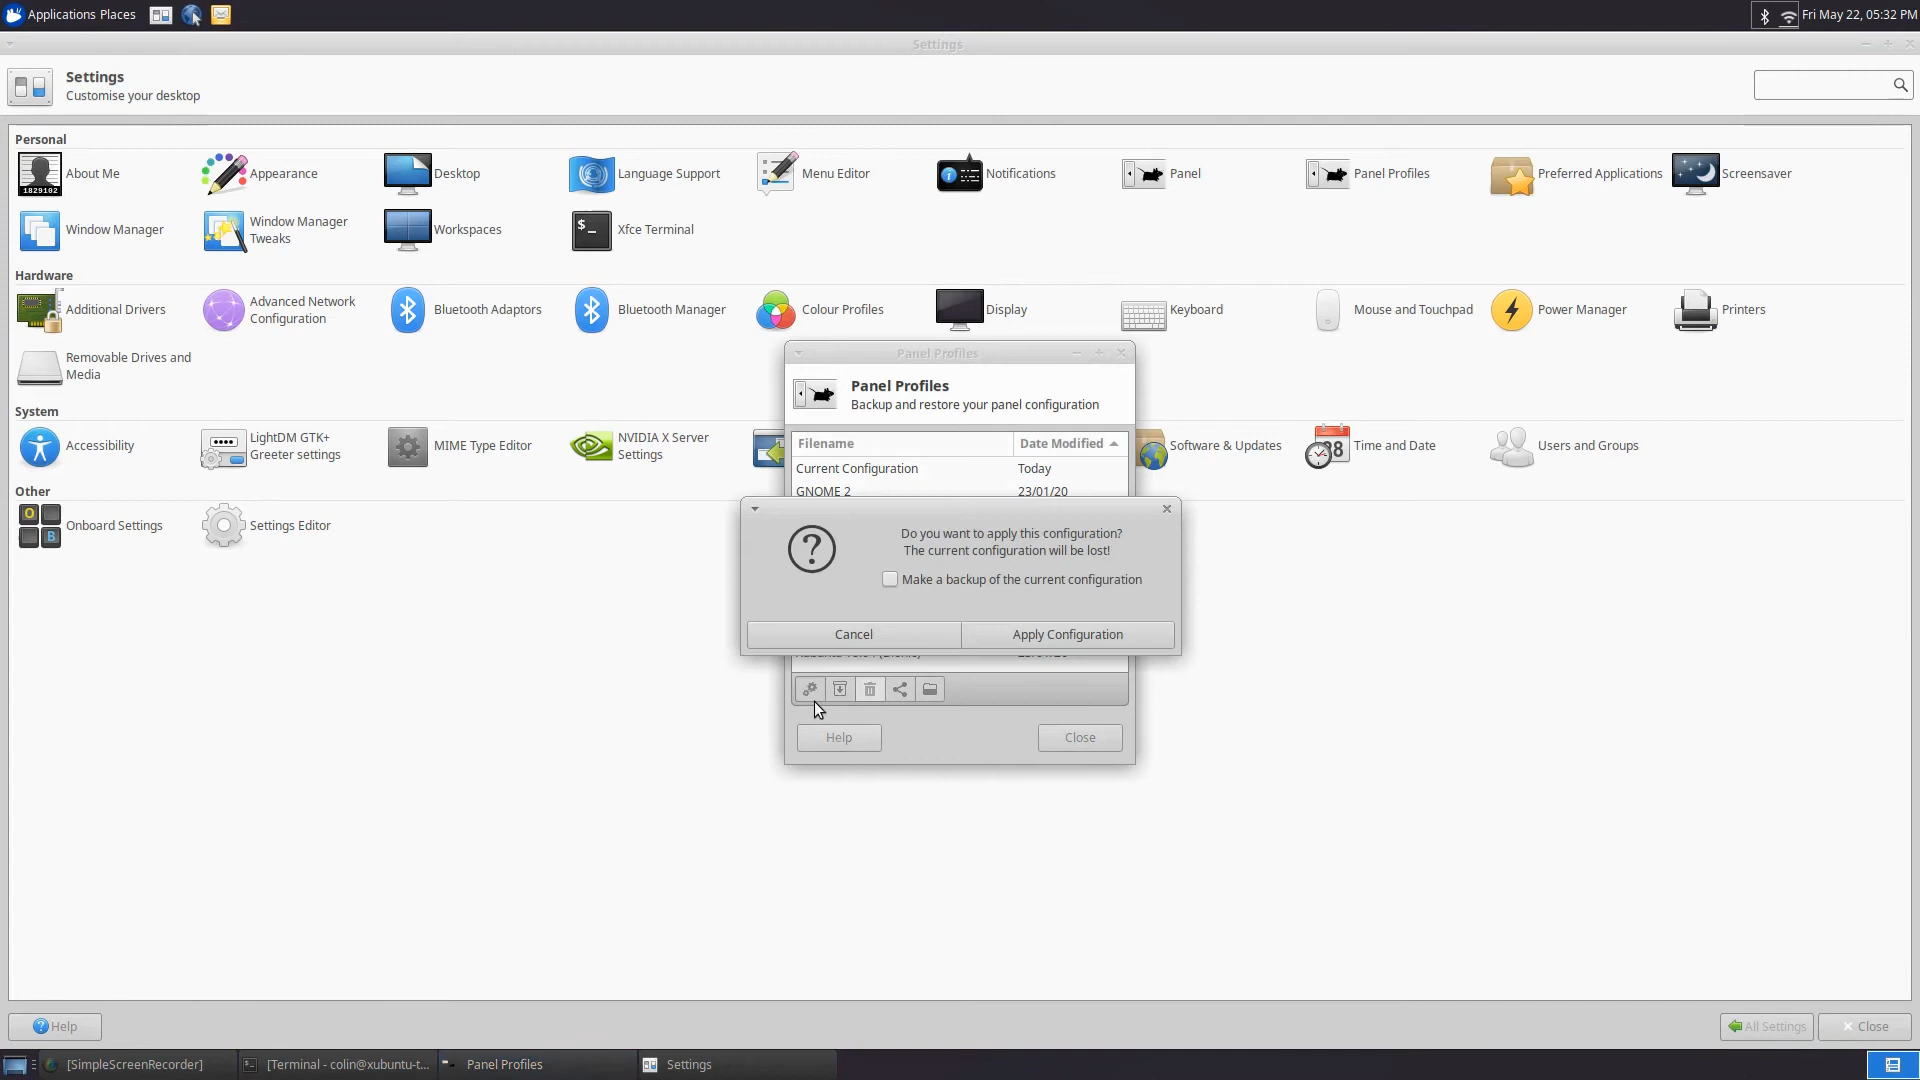 Applications Places
Fri May 22, 05:32 PM
Settings
Settings
Customise your desktop
Personal
1829102
About Me
Appearance
Desktop
Language Support
Menu Editor
Notifications
Panel
Panel Profiles
Preferred Applications
Screensaver
Window Manager
Window Manager
Tweaks
Workspaces
$_
Xfce Terminal
Hardware
Additional Drivers
Advanced Network
Configuration
Bluetooth Adaptors
Bluetooth Manager
Colour Profiles
Display
Keyboard
Mouse and Touchpad
Power Manager
Printers
Removable Drives and
Media
Panel Profiles
Panel Profiles
Backup and restore your panel configuration
System
Accessibility
LightDM GTK+
Greeter settings
MIME Type Editor
NVIDIA X Server
Settings
Software & Updates
Time and Date
Users and Groups
Filename
Date Modified
Current Configuration
Today
GNOME 2
23/01/20
Other
O
B
Onboard Settings
Settings Editor
?
Do you want to apply this configuration?
The current configuration will be lost!
Make a backup of the current configuration
Cancel
Apply Configuration
Help
Close
? Help
All Settings
Close
[SimpleScreenRecorder]
[Terminal - colin@xubuntu-t...
Panel Profiles
Settings